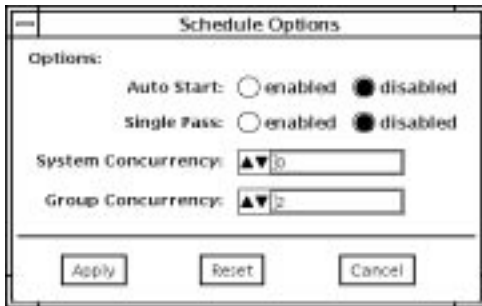 Schedule Options
Options:
Auto Start: enabled disabled
Single Pass: enabled disabled
System Concurrency: 0
Group Concurrency: 2
Apply Reset Cancel